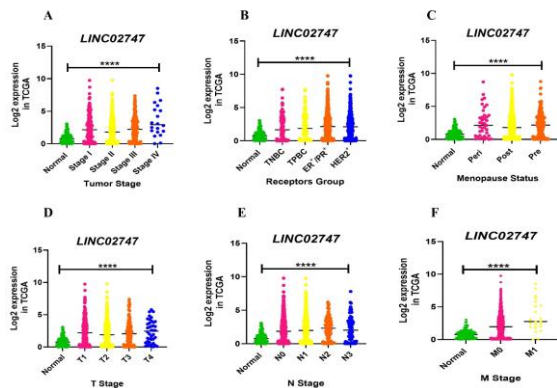 A
LINC02747
****
Log2 expression
in TCGA
15
10
5
0
Normal
Stage I
Stage II
Stage III
Stage IV
Tumor Stage
B
LINC02747
****
Log2 expression
in TCGA
15
10
5
0
Normal
TNBC
TPBC
ER+/PR+
HER2+
Receptors Group
C
LINC02747
****
Log2 expression
in TCGA
15
10
5
0
Normal
Peri
Post
Pre
Menopause Status
D
LINC02747
****
Log2 expression
in TCGA
15
10
5
0
Normal
T1
T2
T3
T4
T Stage
E
LINC02747
****
Log2 expression
in TCGA
15
10
5
0
Normal
N0
N1
N2
N3
N Stage
F
LINC02747
****
Log2 expression
in TCGA
15
10
5
0
Normal
M0
M1
M Stage